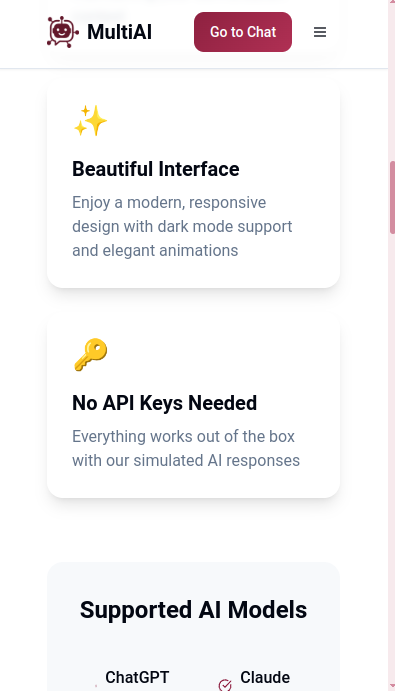 MultiAI
Go to Chat
Beautiful Interface
Enjoy a modern, responsive
design with dark mode support
and elegant animations
No API Keys Needed
Everything works out of the box
with our simulated AI responses
Supported AI Models
ChatGPT
Claude